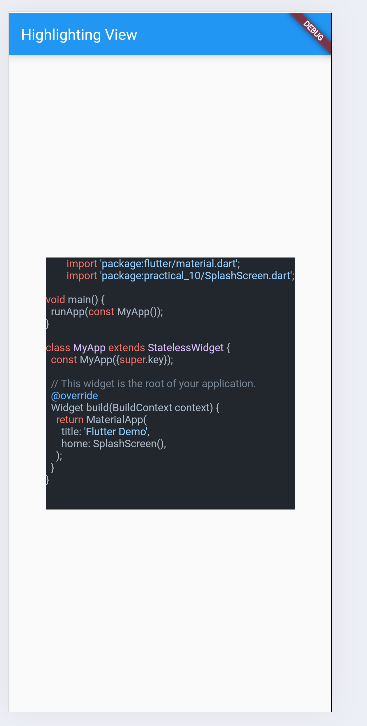 Highlighting View
DEBUG
import 'package:flutter/material.dart';
import 'package:practical_10/SplashScreen.dart';
void main() {
runApp(const MyApp());
}
class MyApp extends StatelessWidget {
const MyApp({super.key});
// This widget is the root of your application.
@override
Widget build(BuildContext context) {
return MaterialApp(
title: 'Flutter Demo',
home: SplashScreen(),
);
}
}